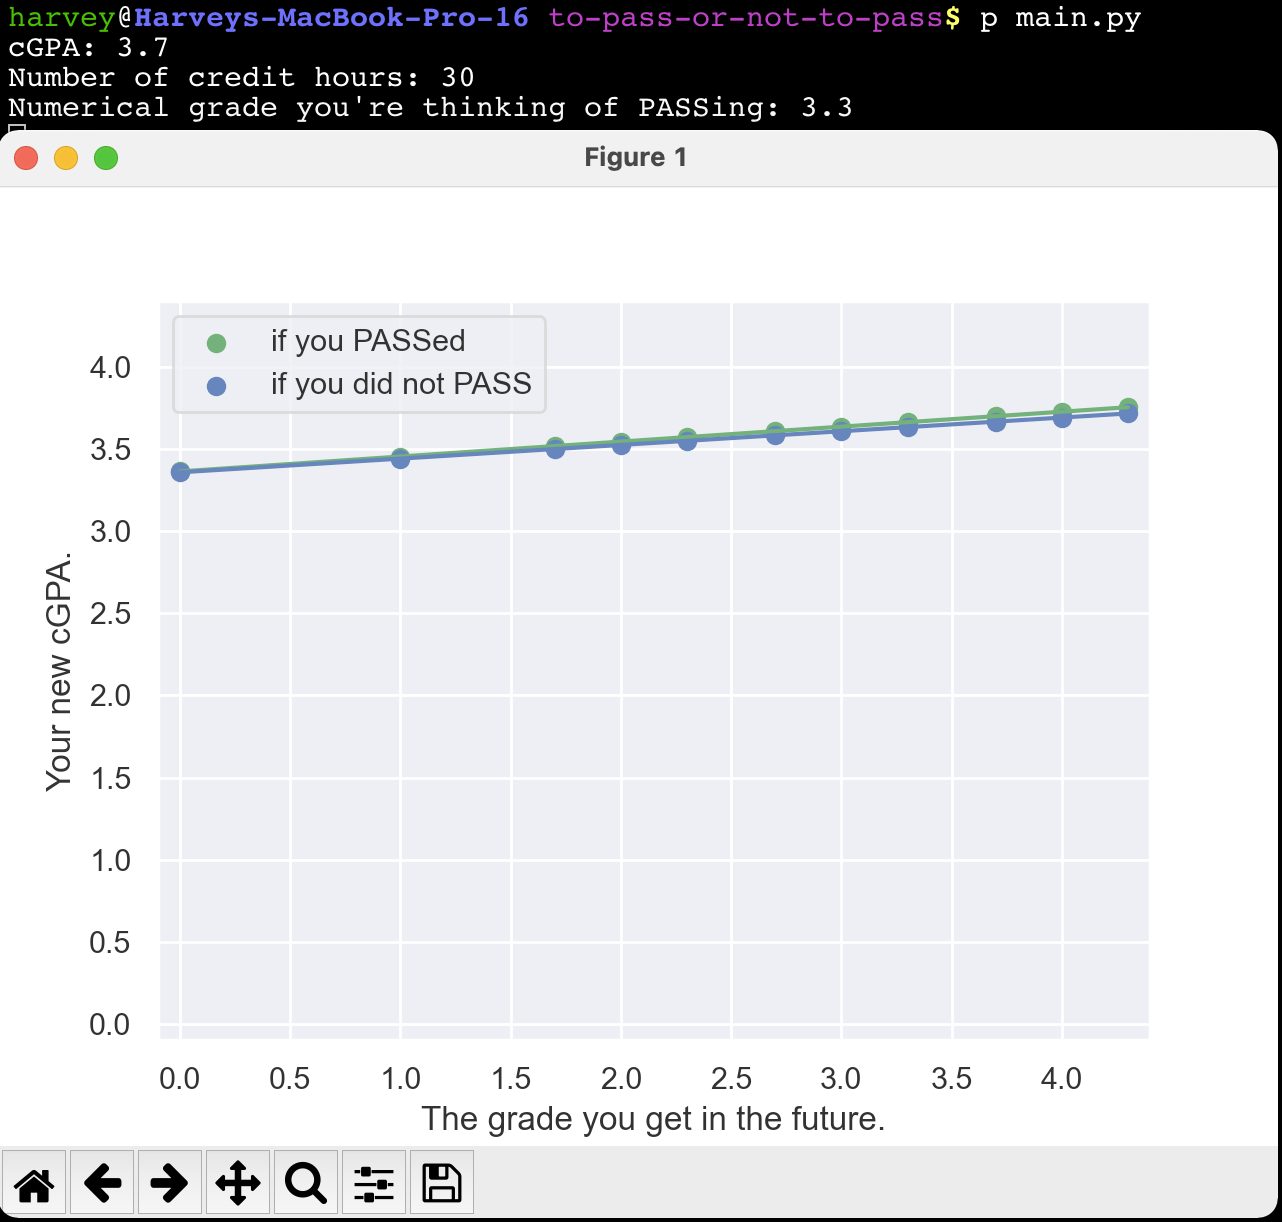 harvey@Harveys-MacBook-Pro-16 to-pass-or-not-to-pass$ p main.py
cGPA: 3.7
Number of credit hours: 30
Numerical grade you're thinking of PASSing: 3.3
Figure 1
if you PASSed
if you did not PASS
4.0
3.5
3.0
2.5
2.0
1.5
1.0
0.5
0.0
Your new cGPA.
0.0 0.5 1.0 1.5 2.0 2.5 3.0 3.5 4.0
The grade you get in the future.